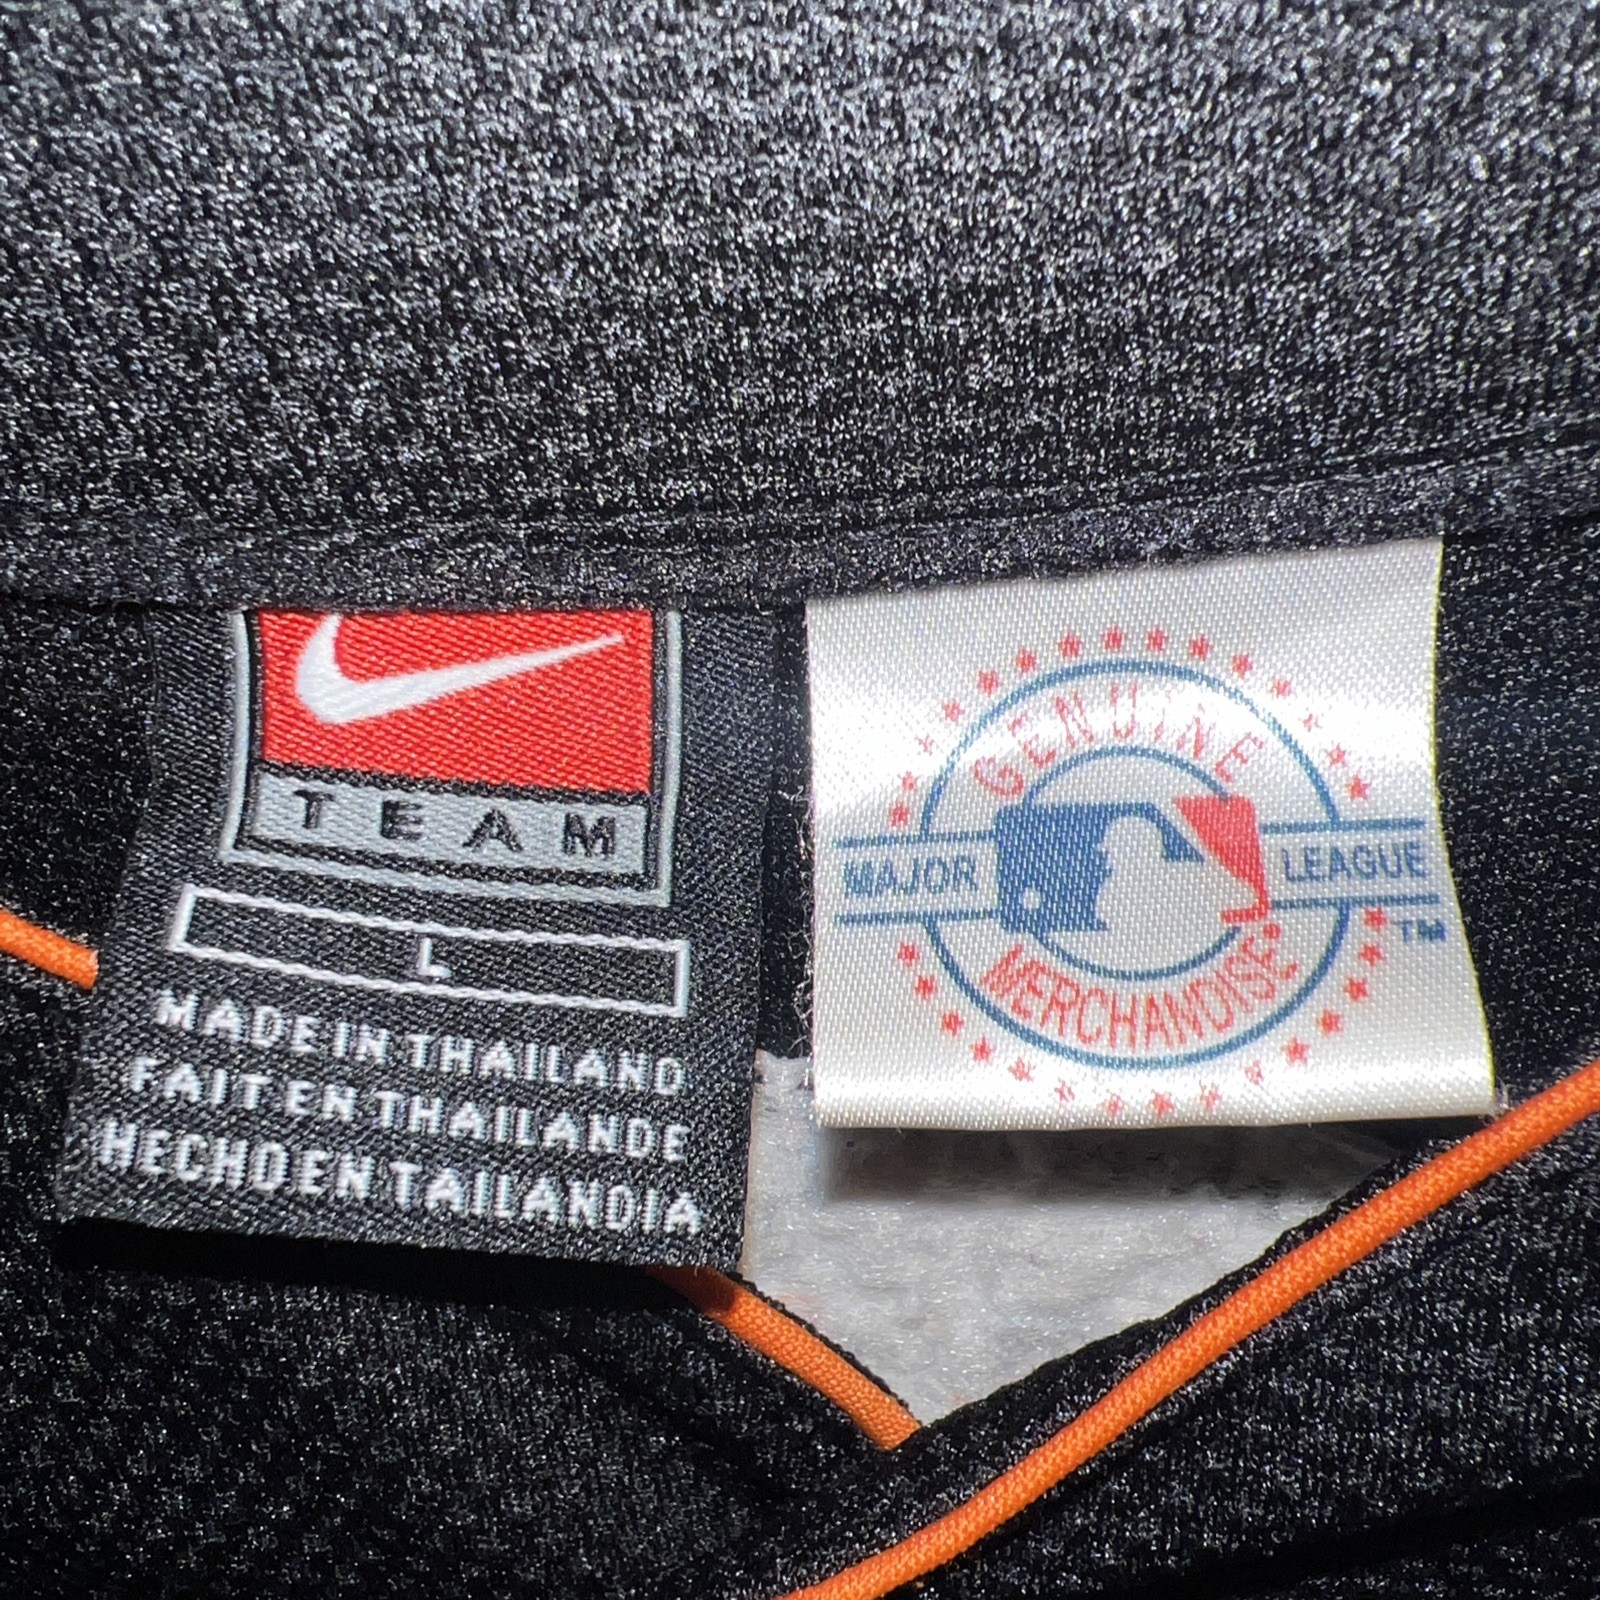 TEAM
L
MADE IN THAILAND
FAIT EN THAILANDE
HECHO EN TAILANDIA
GENUINE
MAJOR LEAGUE
TM
MERCHANDISE